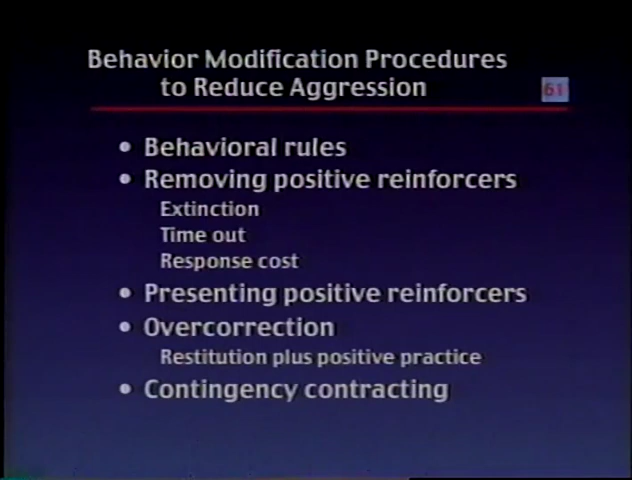 Behavior Modification Procedures
to Reduce Aggression
61
• Behavioral rules
• Removing positive reinforcers
Extinction
Time out
Response cost
• Presenting positive reinforcers
• Overcorrection
Restitution plus positive practice
• Contingency contracting